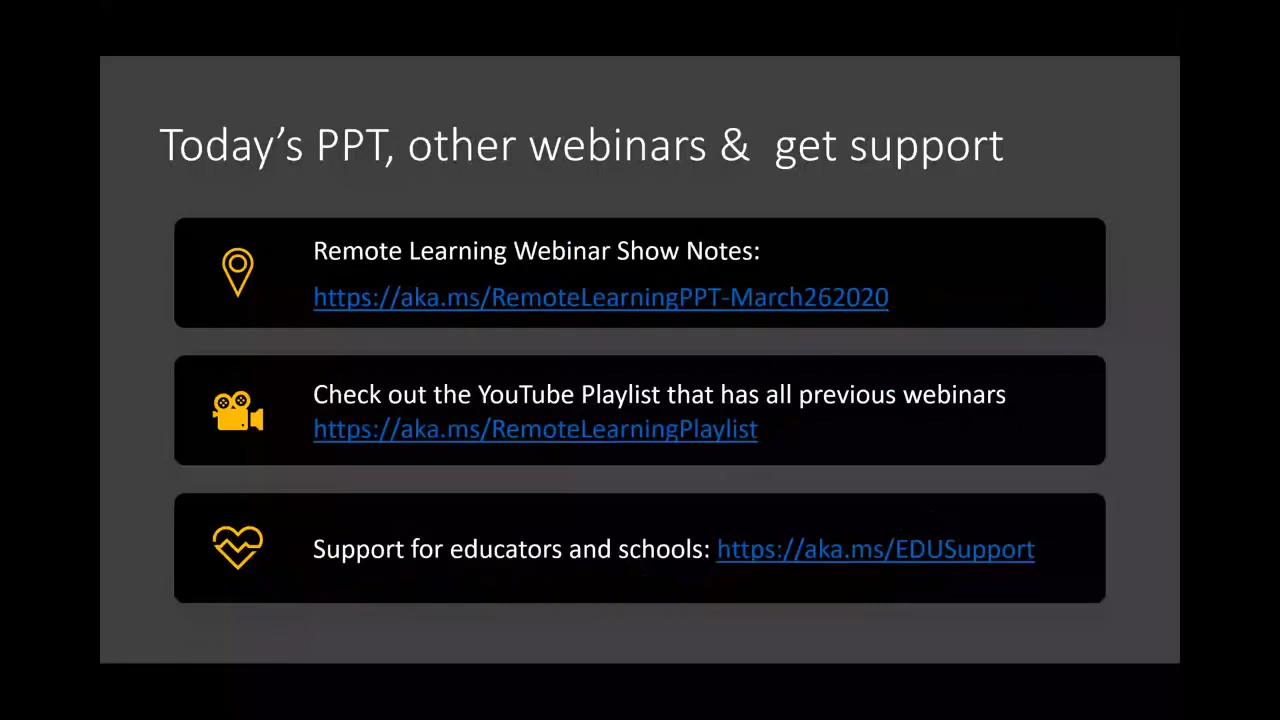 Today’s PPT, other webinars &  get support
Remote Learning Webinar Show Notes:
https://aka.ms/RemoteLearningPPT-March262020
Check out the YouTube Playlist that has all previous webinars
https://aka.ms/RemoteLearningPlaylist
Support for educators and schools: https://aka.ms/EDUSupport